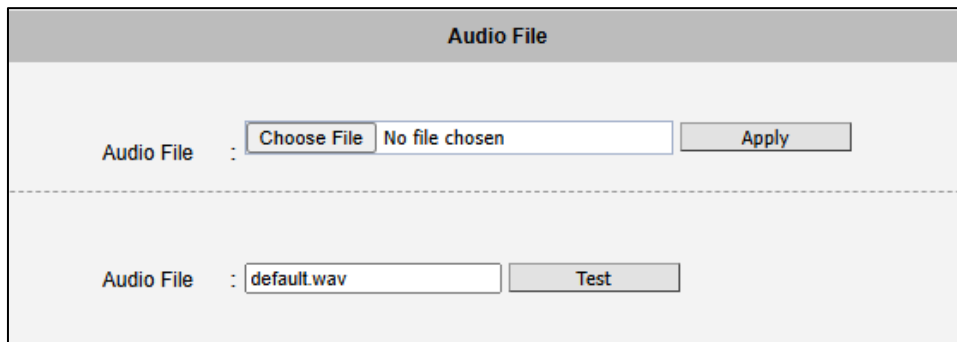 Audio File
Audio File : Choose File No file chosen Apply
Audio File : default.wav Test